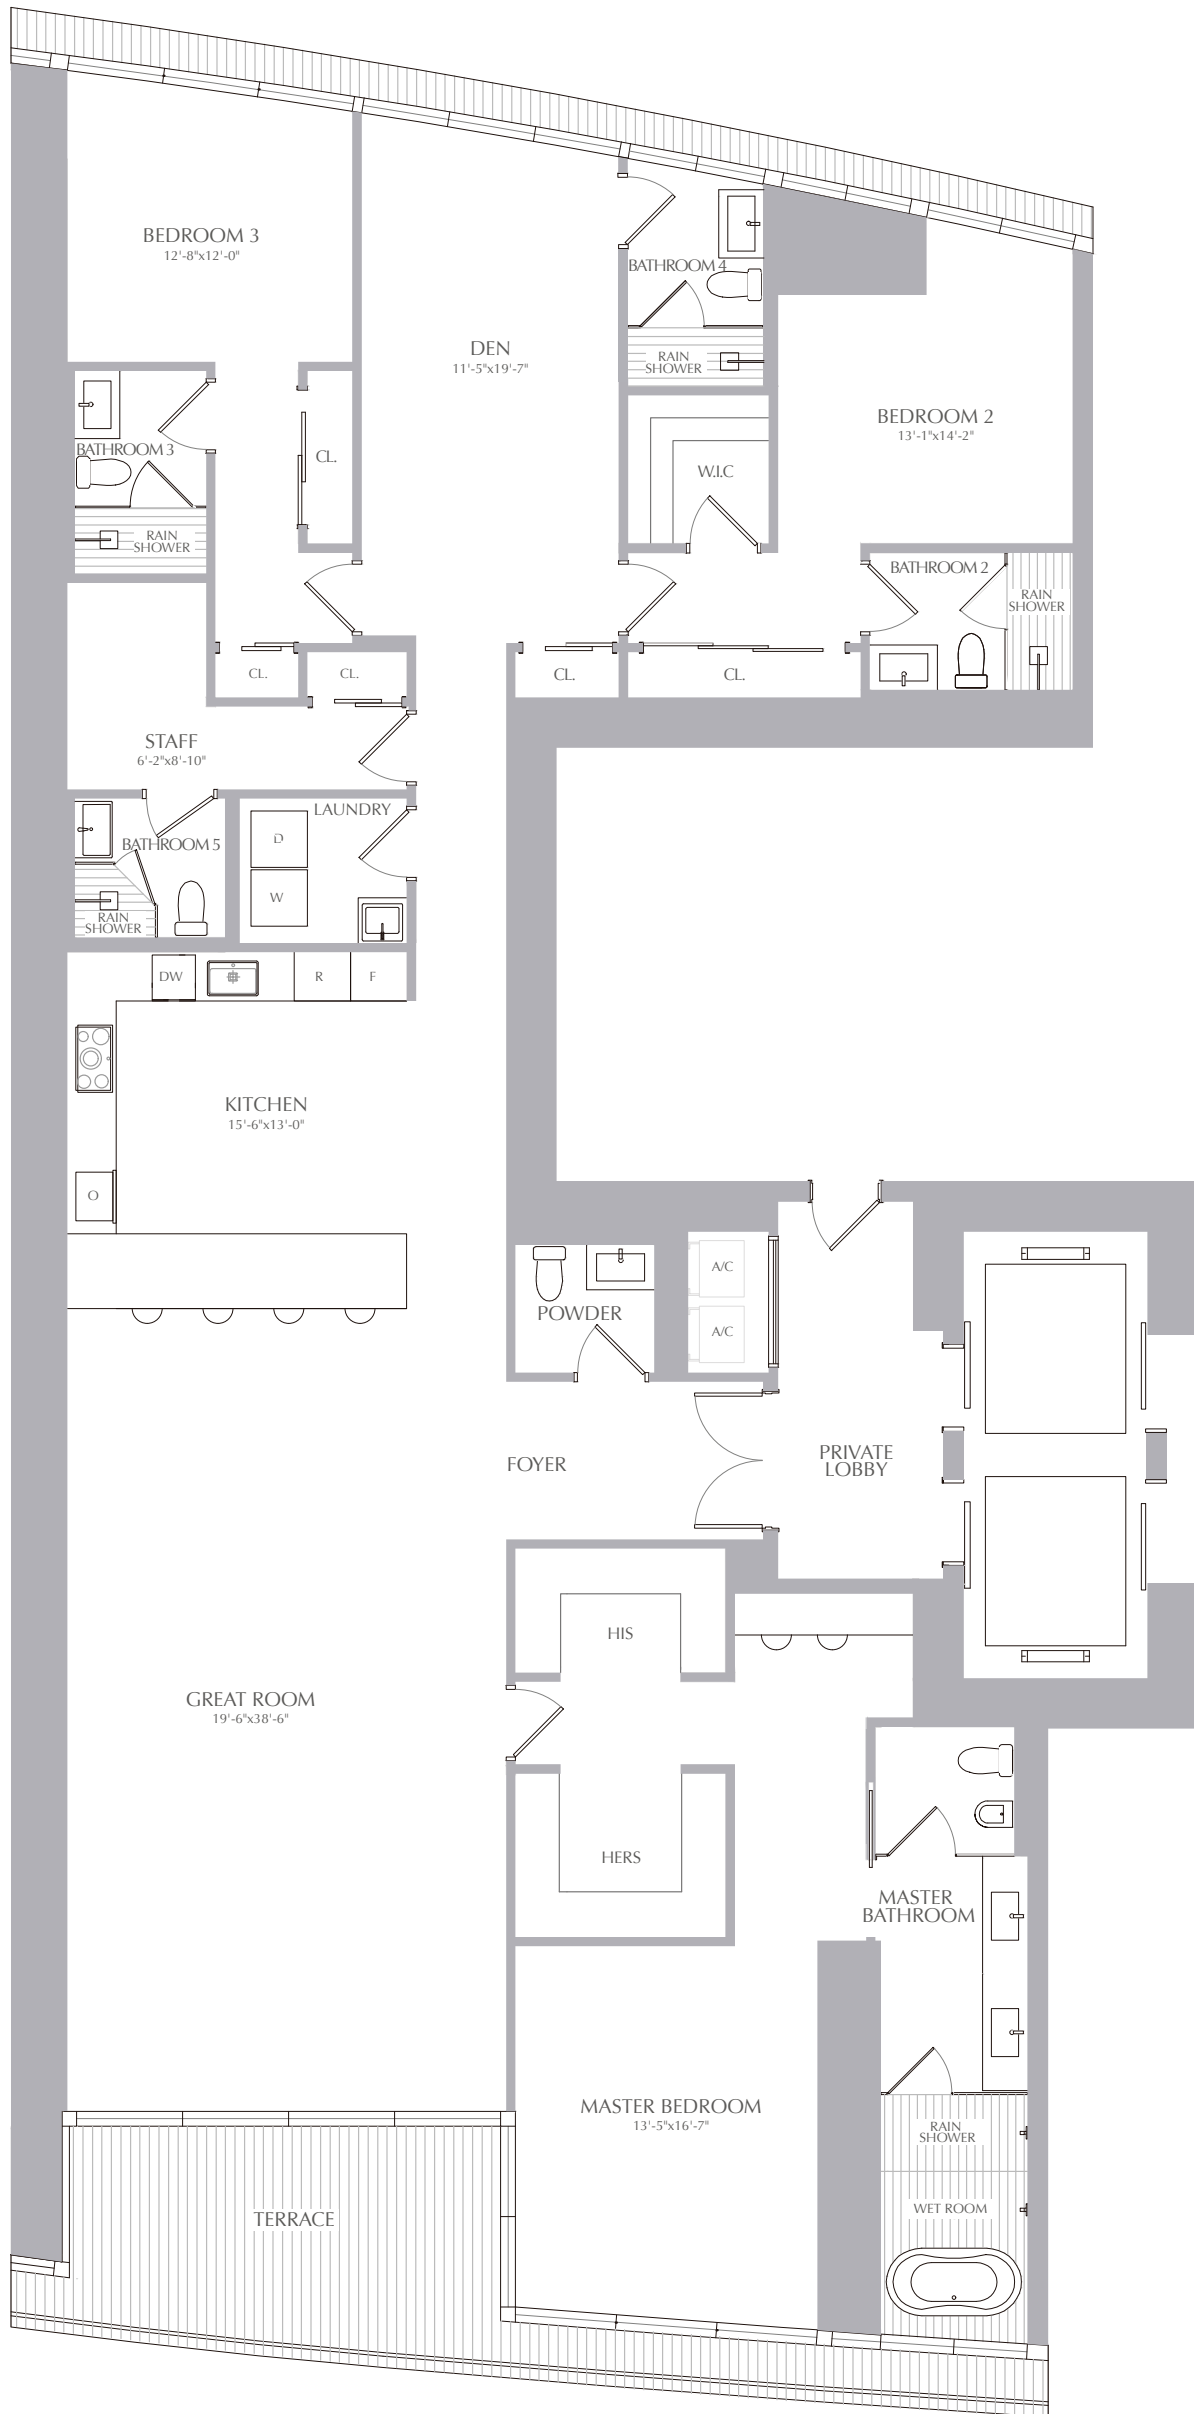 BEDROOM 3
12'-8"x12'-0"
BATHROOM 4
DEN
11'-5"x19'-7"
RAIN
SHOWER
BEDROOM 2
13'-1"x14'-2"
BATHROOM 3
CL.
W.I.C
RAIN
SHOWER
BATHROOM 2
RAIN
SHOWER
CL.
CL.
CL.
CL.
STAFF
6'-2"x8'-10"
LAUNDRY
D
BATHROOM 5
W
RAIN
SHOWER
DW
R
F
KITCHEN
15'-6"x13'-0"
O
A/C
POWDER
A/C
FOYER
PRIVATE
LOBBY
HIS
GREAT ROOM
19'-6"x38'-6"
HERS
MASTER
BATHROOM
MASTER BEDROOM
13'-5"x16'-7"
RAIN
SHOWER
WET ROOM
TERRACE